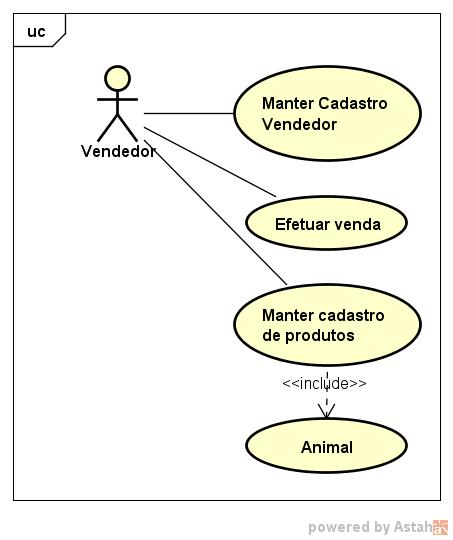 uc
Vendedor
Manter Cadastro
Vendedor
Efetuar venda
Manter cadastro
de produtos
<<include>>
Animal
powered by Astah